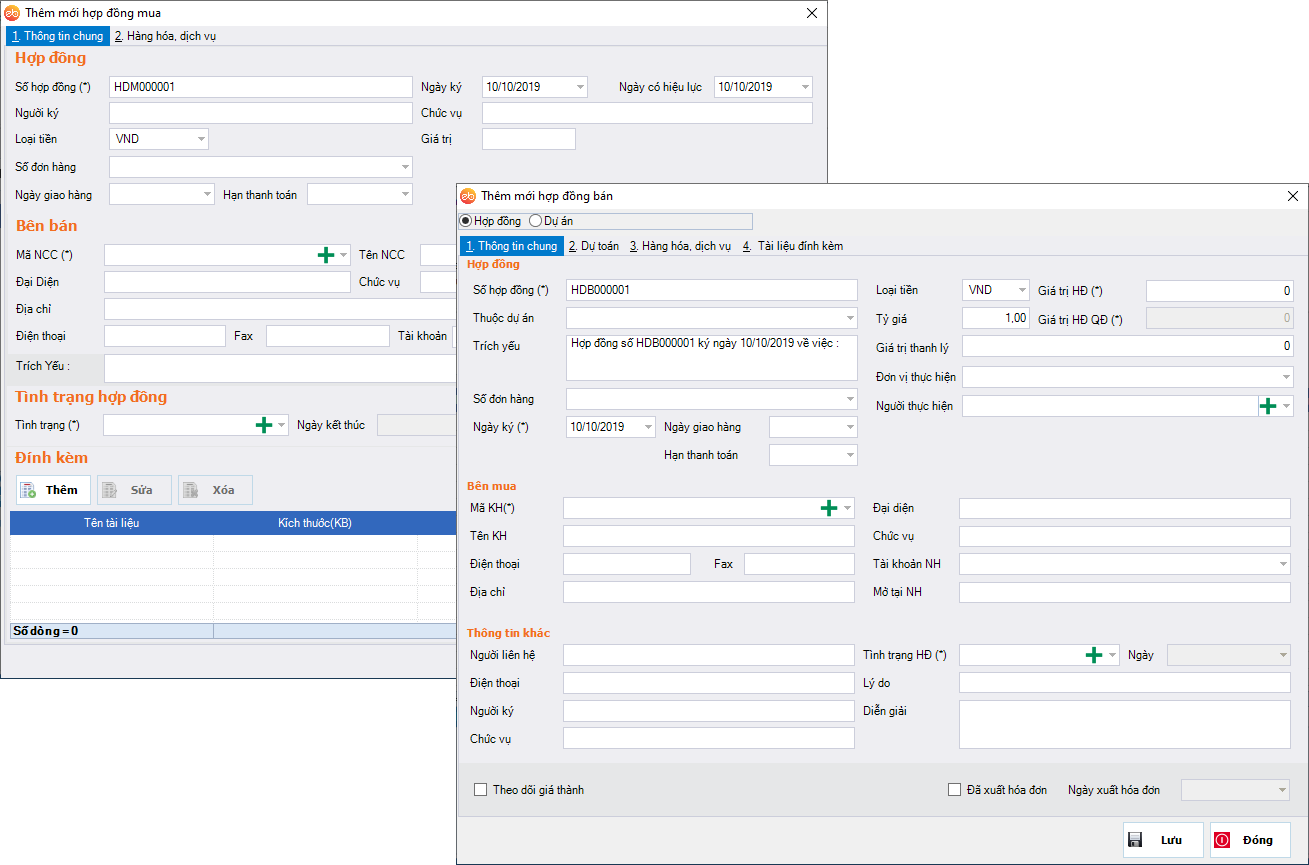 Thêm mới hợp đồng mua
1. Thông tin chung 2. Hàng hóa, dịch vụ
Hợp đồng
Số hợp đồng (*) HDM000001 Ngày ký 10/10/2019 Ngày có hiệu lực 10/10/2019
Người ký Chức vụ
Loại tiền VND Giá trị
Số đơn hàng
Ngày giao hàng Hạn thanh toán
Bên bán
Mã NCC (*) Tên NCC
Đại Diện Chức vụ
Địa chỉ
Điện thoại Fax Tài khoản
Trích Yếu :
Tình trạng hợp đồng
Tình trạng (*) Ngày kết thúc
Đính kèm
Thêm Sửa Xóa
Tên tài liệu Kích thước(KB)
Số dòng = 0
Thêm mới hợp đồng bán
Hợp đồng Dự án
1. Thông tin chung 2. Dự toán 3. Hàng hóa, dịch vụ 4. Tài liệu đính kèm
Hợp đồng
Số hợp đồng (*) HDB000001 Loại tiền VND Giá trị HĐ (*) 0
Thuộc dự án Tỷ giá 1,00 Giá trị HĐ QĐ (*) 0
Trích yếu Hợp đồng số HDB000001 ký ngày 10/10/2019 về việc : Giá trị thanh lý 0
Đơn vị thực hiện
Số đơn hàng Người thực hiện
Ngày ký (*) 10/10/2019 Ngày giao hàng
Hạn thanh toán
Bên mua
Mã KH(*) Đại diện
Tên KH Chức vụ
Điện thoại Fax Tài khoản NH
Địa chỉ Mở tại NH
Thông tin khác
Người liên hệ Tình trạng HĐ (*) Ngày
Điện thoại Lý do
Người ký Diễn giải
Chức vụ
Theo dõi giá thành Đã xuất hóa đơn Ngày xuất hóa đơn
Lưu Đóng